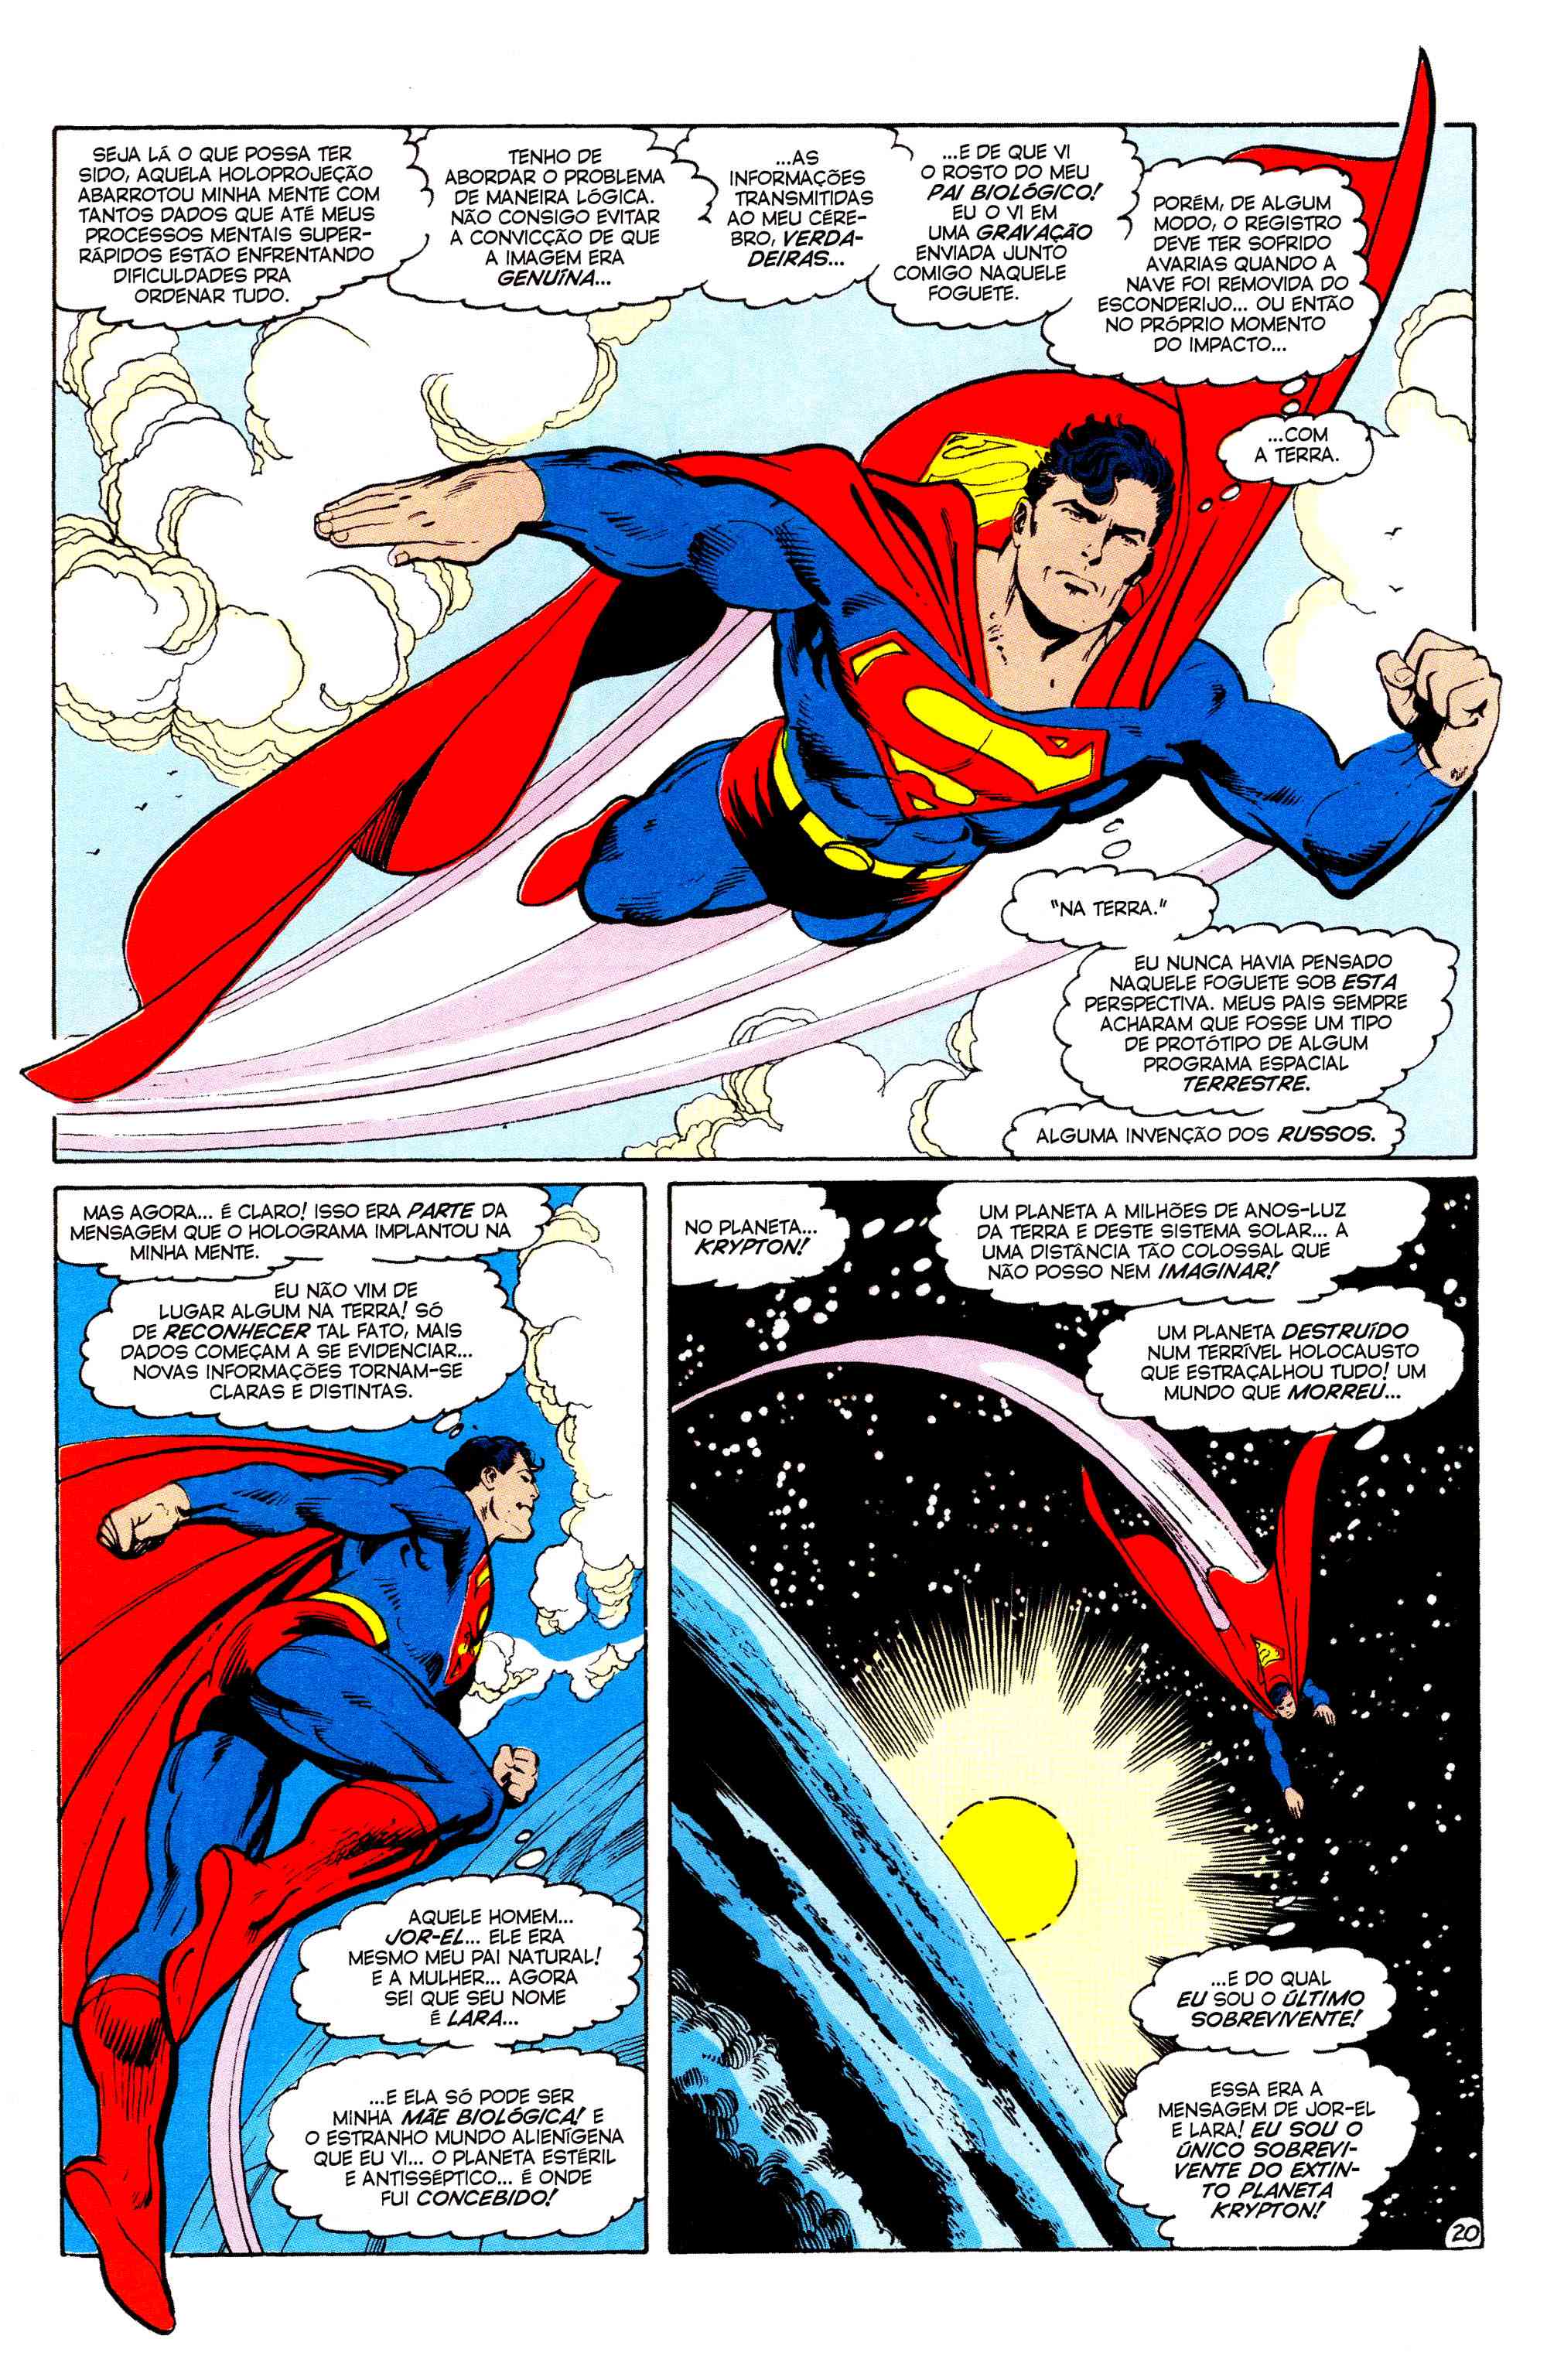 SEJA LÁ O QUE POSSA TER
SIDO, AQUELA HOLOPROJEÇÃO
ABARROTOU MINHA MENTE COM
TANTOS DADOS QUE ATÉ MEUS
PROCESSOS MENTAIS SUPER-
RÁPIDOS ESTÃO ENFRENTANDO
DIFICULDADES PRA
ORDENAR TUDO.
TENHO DE
ABORDAR O PROBLEMA
DE MANEIRA LÓGICA.
NÃO CONSIGO EVITAR
A CONVICÇÃO DE QUE
A IMAGEM ERA
GENUÍNA...
...AS
INFORMAÇÕES
TRANSMITIDAS
AO MEU CÉRE-
BRO, VERDA-
DEIRAS...
...E DE QUE VI
O ROSTO DO MEU
PAI BIOLÓGICO!
EU O VI EM
UMA GRAVAÇÃO
ENVIADA JUNTO
COMIGO NAQUELE
FOGUETE.
PORÉM, DE ALGUM
MODO, O REGISTRO
DEVE TER SOFRIDO
AVARIAS QUANDO A
NAVE FOI REMOVIDA DO
ESCONDERIJO... OU ENTÃO
NO PRÓPRIO MOMENTO
DO IMPACTO...
...COM
A TERRA.
"NA TERRA."
EU NUNCA HAVIA PENSADO
NAQUELE FOGUETE SOB ESTA
PERSPECTIVA. MEUS PAIS SEMPRE
ACHARAM QUE FOSSE UM TIPO
DE PROTÓTIPO DE ALGUM
PROGRAMA ESPACIAL
TERRESTRE.
ALGUMA INVENÇÃO DOS RUSSOS.
MAS AGORA... É CLARO! ISSO ERA PARTE DA
MENSAGEM QUE O HOLOGRAMA IMPLANTOU NA
MINHA MENTE.
EU NÃO VIM DE
LUGAR ALGUM NA TERRA! SÓ
DE RECONHECER TAL FATO, MAIS
DADOS COMEÇAM A SE EVIDENCIAR...
NOVAS INFORMAÇÕES TORNAM-SE
CLARAS E DISTINTAS.
AQUELE HOMEM...
JOR-EL... ELE ERA
MESMO MEU PAI NATURAL!
E A MULHER... AGORA
SEI QUE SEU NOME
É LARA...
...E ELA SÓ PODE SER
MINHA MÃE BIOLÓGICA! E
O ESTRANHO MUNDO ALIENÍGENA
QUE EU VI... O PLANETA ESTÉRIL
E ANTISSÉPTICO... É ONDE
FUI CONCEBIDO!
NO PLANETA...
KRYPTON!
UM PLANETA A MILHÕES DE ANOS-LUZ
DA TERRA E DESTE SISTEMA SOLAR... A
UMA DISTÂNCIA TÃO COLOSSAL QUE
NÃO POSSO NEM IMAGINAR!
UM PLANETA DESTRUÍDO
NUM TERRÍVEL HOLOCAUSTO
QUE ESTRAÇALHOU TUDO! UM
MUNDO QUE MORREU...
...E DO QUAL
EU SOU O ÚLTIMO
SOBREVIVENTE!
ESSA ERA A
MENSAGEM DE JOR-EL
E LARA! EU SOU O
ÚNICO SOBREVI-
VENTE DO EXTIN-
TO PLANETA
KRYPTON!
20